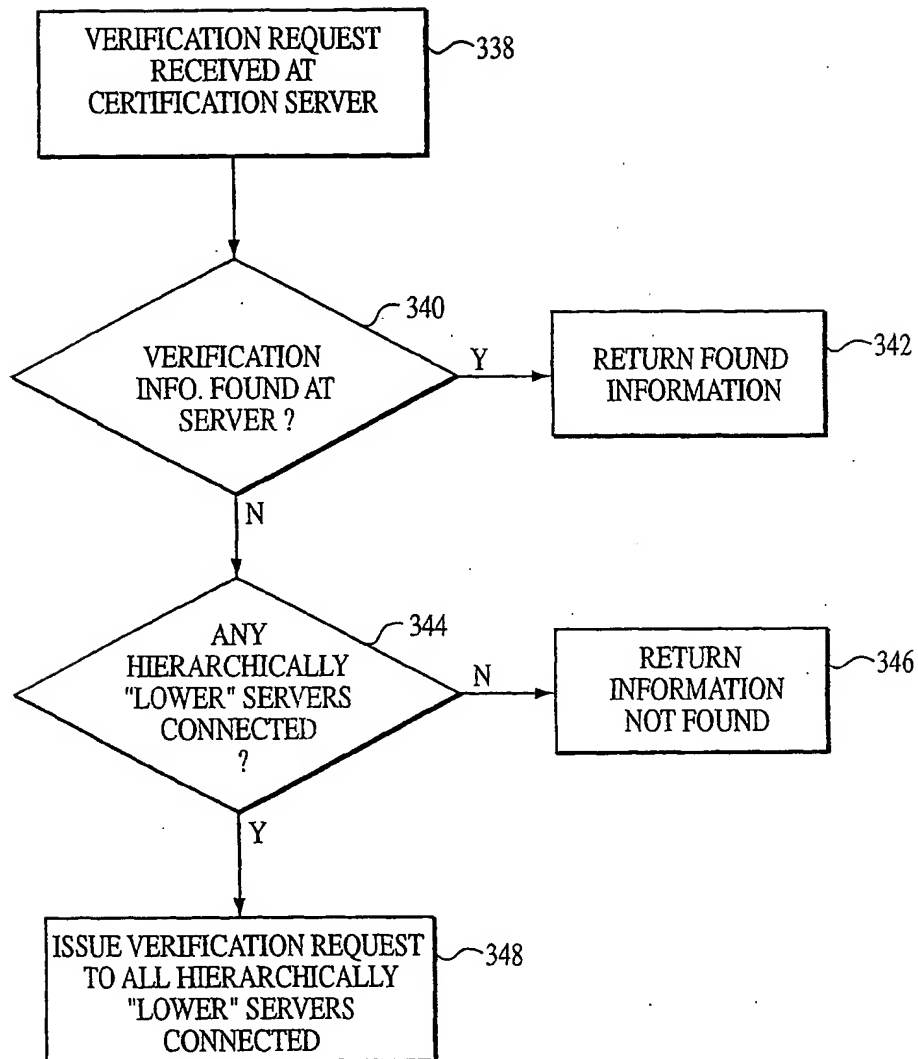 VERIFICATION REQUEST
RECEIVED AT
CERTIFICATION SERVER
338
340
VERIFICATION
INFO. FOUND AT
SERVER ?
Y
RETURN FOUND
INFORMATION
342
N
344
ANY
HIERARCHICALLY
"LOWER" SERVERS
CONNECTED
?
N
RETURN
INFORMATION
NOT FOUND
346
Y
ISSUE VERIFICATION REQUEST
TO ALL HIERARCHICALLY
"LOWER" SERVERS
CONNECTED
348